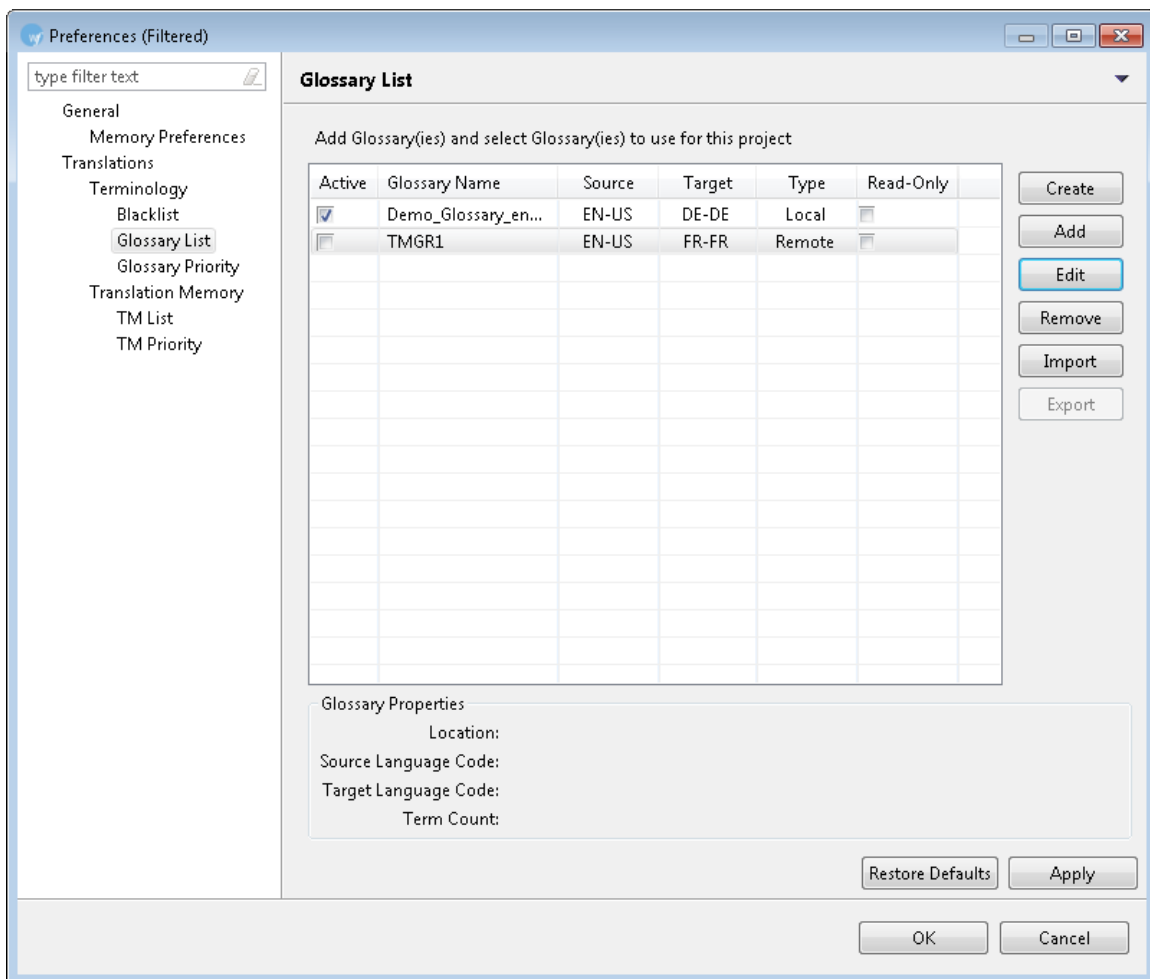 Preferences (Filtered)
type filter text
General
Memory Preferences
Translations
Terminology
Blacklist
Glossary List
Glossary Priority
Translation Memory
TM List
TM Priority
Glossary List
Add Glossary(ies) and select Glossary(ies) to use for this project
Active Glossary Name Source Target Type Read-Only
Demo_Glossary_en... EN-US DE-DE Local
TMGR1 EN-US FR-FR Remote
Create
Add
Edit
Remove
Import
Export
Glossary Properties
Location:
Source Language Code:
Target Language Code:
Term Count:
Restore Defaults Apply
OK Cancel